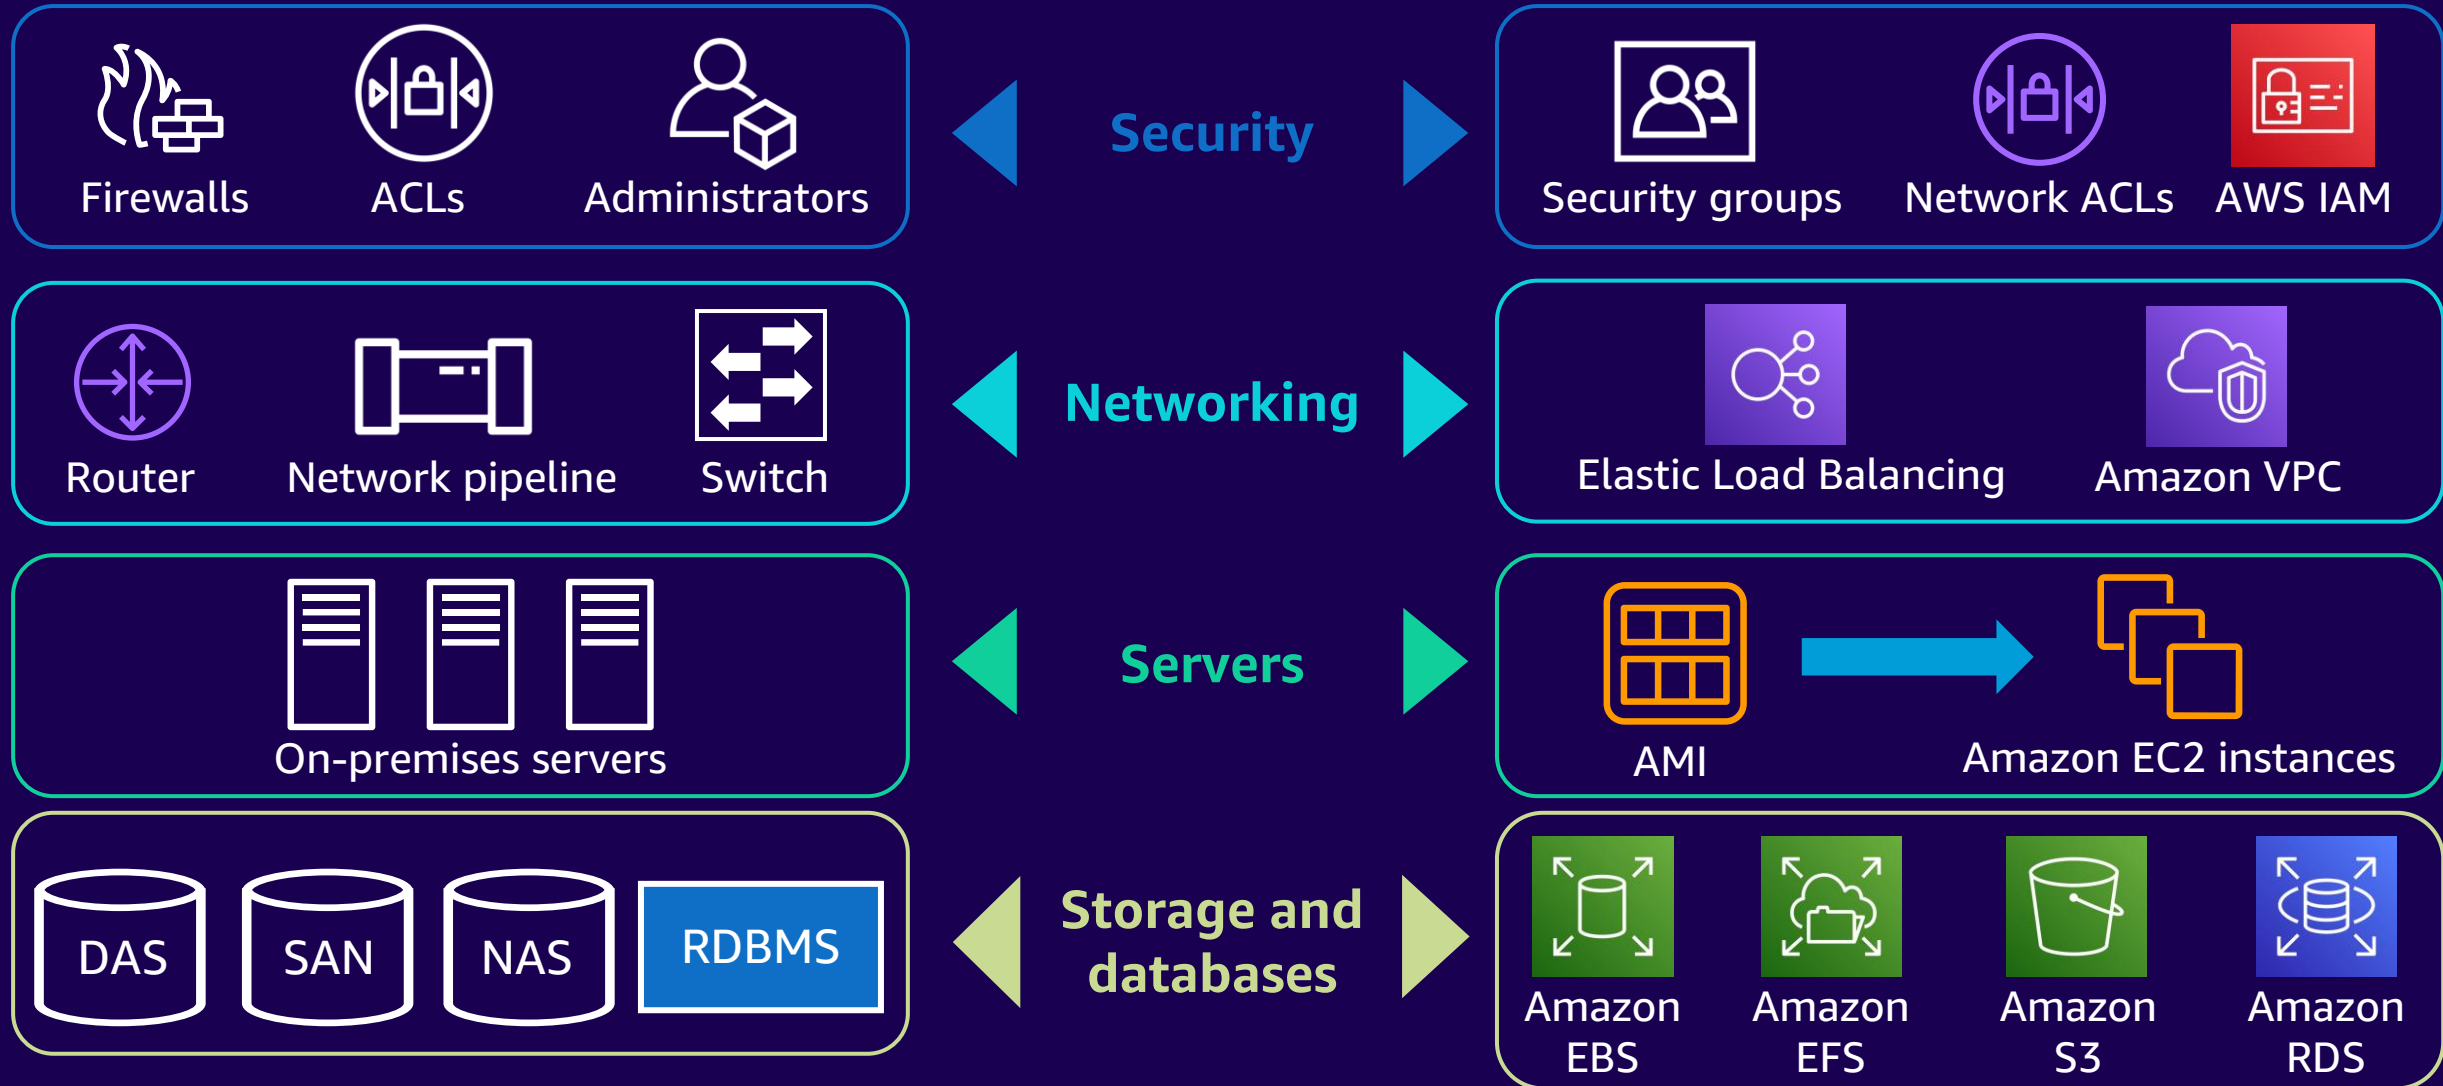 Firewalls
ACLs
Administrators
Security
Security groups
Network ACLs
AWS IAM
Router
Network pipeline
Switch
Networking
Elastic Load Balancing
Amazon VPC
On-premises servers
Servers
AMI
Amazon EC2 instances
DAS
SAN
NAS
RDBMS
Storage and
databases
Amazon
EBS
Amazon
EFS
Amazon
S3
Amazon
RDS